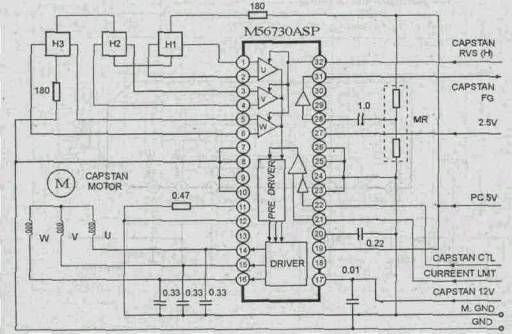 180
M56730ASP
H3
H2
H1
CAPSTAN
RVS (H)
1
32
U
2
31
CAPSTAN
FG
3
30
180
V
4
29
1.0
5
28
MR
W
6
27
2.5V
7
26
8
25
M
CAPSTAN
MOTOR
PRE DRIVER
9
24
10
23
0.47
11
22
PC 5V
12
21
13
20
0.22
W
V
U
14
19
DRIVER
CAPSTAN CTL
15
18
CURREENT LMT
16
17
0.01
CAPSTAN 12V
0.33
0.33
0.33
M. GND
GND